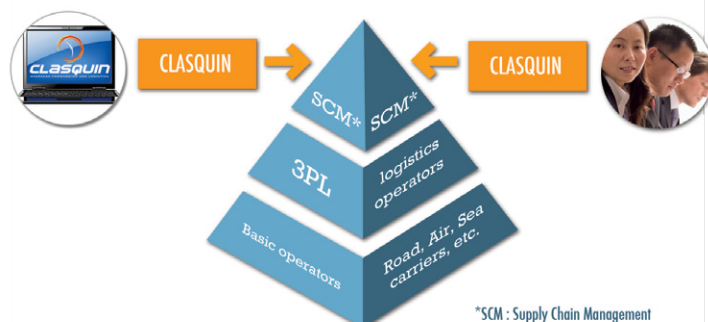 CLASQUIN
CLASQUIN
CLASQUIN
SCM*
SCM*
3PL
logistics
operators
Basic operators
Road, Air, Sea
carriers, etc.
*SCM : Supply Chain Management